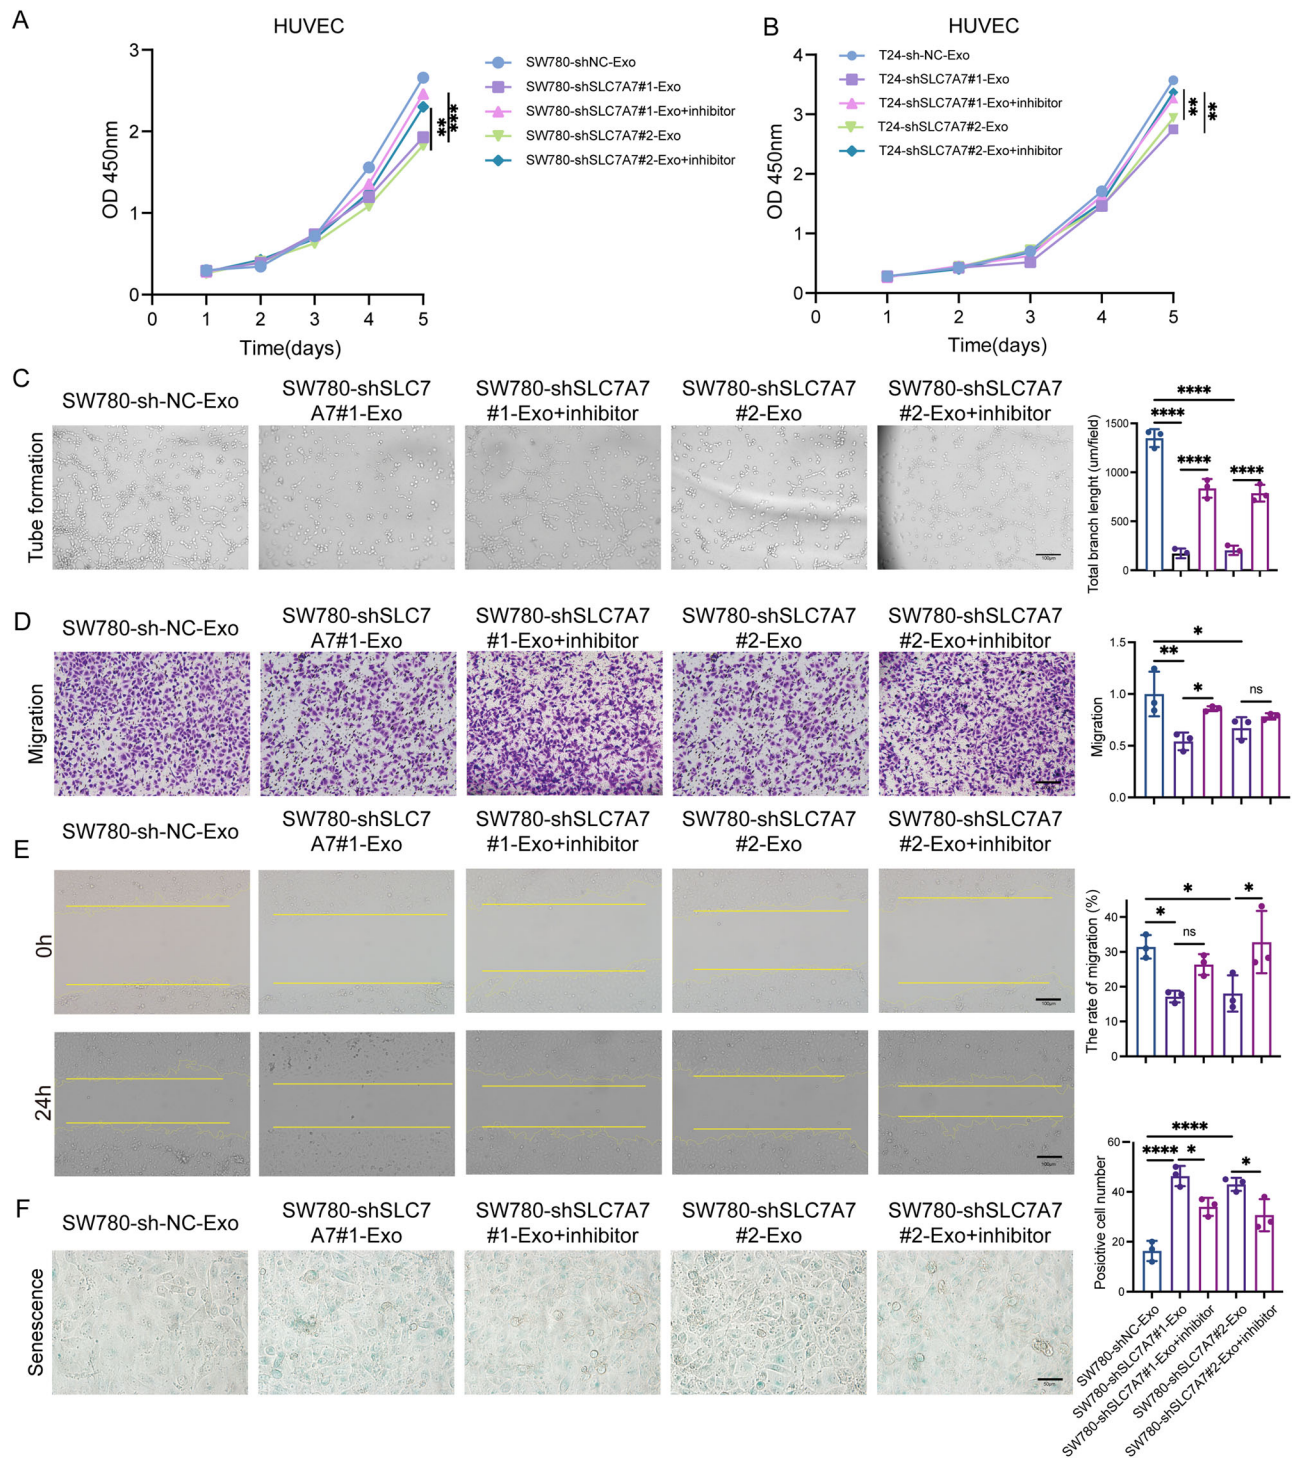 A
HUVEC
OD 450nm
3
2
1
0
0 1 2 3 4 5
Time(days)
** ***
SW780-shNC-Exo
SW780-shSLC7A7#1-Exo
SW780-shSLC7A7#1-Exo+inhibitor
SW780-shSLC7A7#2-Exo
SW780-shSLC7A7#2-Exo+inhibitor
B
HUVEC
OD 450nm
4
3
2
1
0
0 1 2 3 4 5
Time(days)
** **
T24-sh-NC-Exo
T24-shSLC7A7#1-Exo
T24-shSLC7A7#1-Exo+inhibitor
T24-shSLC7A7#2-Exo
T24-shSLC7A7#2-Exo+inhibitor
C
SW780-sh-NC-Exo
SW780-shSLC7
A7#1-Exo
SW780-shSLC7A7
#1-Exo+inhibitor
SW780-shSLC7A7
#2-Exo
SW780-shSLC7A7
#2-Exo+inhibitor
Tube formation
100μm
Total branch lenght (um/field)
1500
1000
500
0
****
****
****
****
D
SW780-sh-NC-Exo
SW780-shSLC7
A7#1-Exo
SW780-shSLC7A7
#1-Exo+inhibitor
SW780-shSLC7A7
#2-Exo
SW780-shSLC7A7
#2-Exo+inhibitor
Migration
Migration
1.5
1.0
0.5
0.0
*
**
*
ns
E
SW780-sh-NC-Exo
SW780-shSLC7
A7#1-Exo
SW780-shSLC7A7
#1-Exo+inhibitor
SW780-shSLC7A7
#2-Exo
SW780-shSLC7A7
#2-Exo+inhibitor
0h
100μm
24h
100μm
The rate of migration (%)
40
30
20
10
0
*
*
*
ns
F
SW780-sh-NC-Exo
SW780-shSLC7
A7#1-Exo
SW780-shSLC7A7
#1-Exo+inhibitor
SW780-shSLC7A7
#2-Exo
SW780-shSLC7A7
#2-Exo+inhibitor
Senescence
50μm
Posiotive cell number
60
40
20
0
****
****
*
*
SW780-shNC-Exo
SW780-shSLC7A7#1-Exo
SW780-shSLC7A7#1-Exo+inhibitor
SW780-shSLC7A7#2-Exo
SW780-shSLC7A7#2-Exo+inhibitor